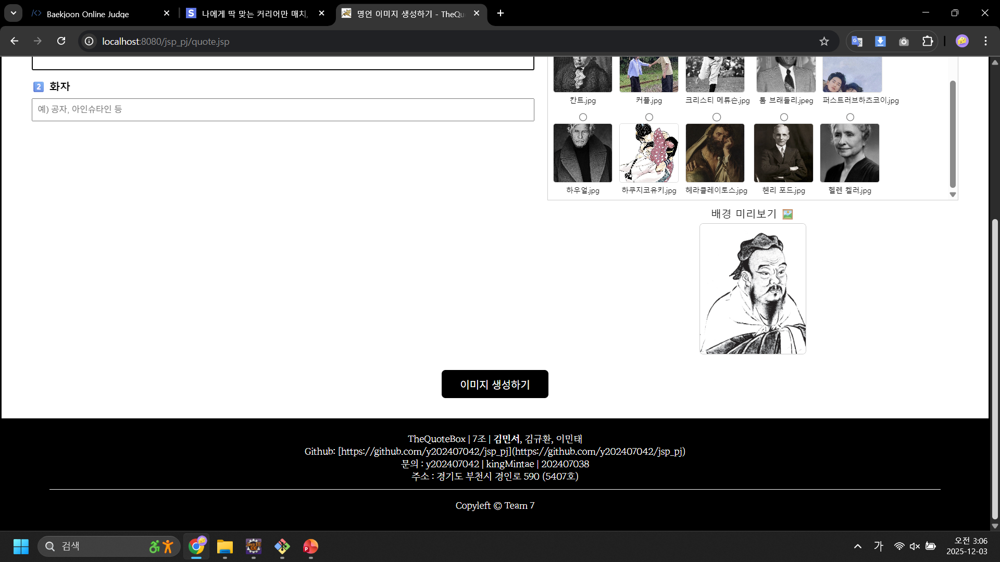 Baekjoon Online Judge
나에게 딱 맞는 커리어만 매치,
명언 이미지 생성하기 - TheQu
localhost:8080/jsp_pj/quote.jsp
2 화자
예) 공자, 아인슈타인 등
칸트.jpg
커플.jpg
크리스티 메튜슨.jpg
톰 브래들리.jpeg
퍼스트러브하츠코이.jpg
하우얼.jpg
하쿠지코유키.jpg
헤라클레이토스.jpg
헨리 포드.jpg
헬렌 켈러.jpg
배경 미리보기
이미지 생성하기
TheQuoteBox | 7조 | 김민서, 김규환, 이민태
Github: [https://github.com/y202407042/jsp_pj](https://github.com/y202407042/jsp_pj)
문의 : y202407042 | kingMintae | 202407038
주소 : 경기도 부천시 경인로 590 (5407호)
Copyleft © Team 7
검색
Java EE
IDE
P
가
오전 3:06
2025-12-03